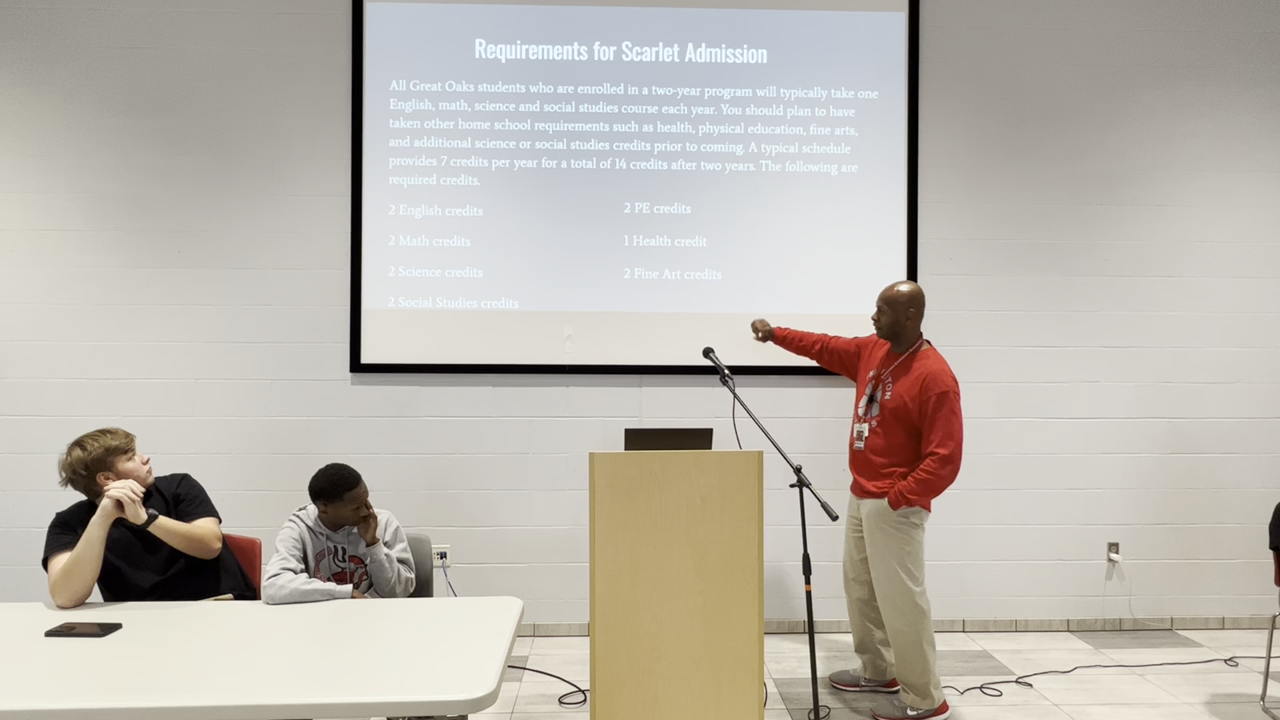 Requirements for Scarlet Admission
All Great Oaks students who are enrolled in a two-year program will typically take one
English, math, science and social studies course each year. You should plan to have
taken other home school requirements such as health, physical education, fine arts,
and additional science or social studies credits prior to coming. A typical schedule
provides 7 credits per year for a total of 14 credits after two years. The following are
required credits.
2 English credits
2 Math credits
2 Science credits
2 Social Studies credits
2 PE credits
1 Health credit
2 Fine Art credits